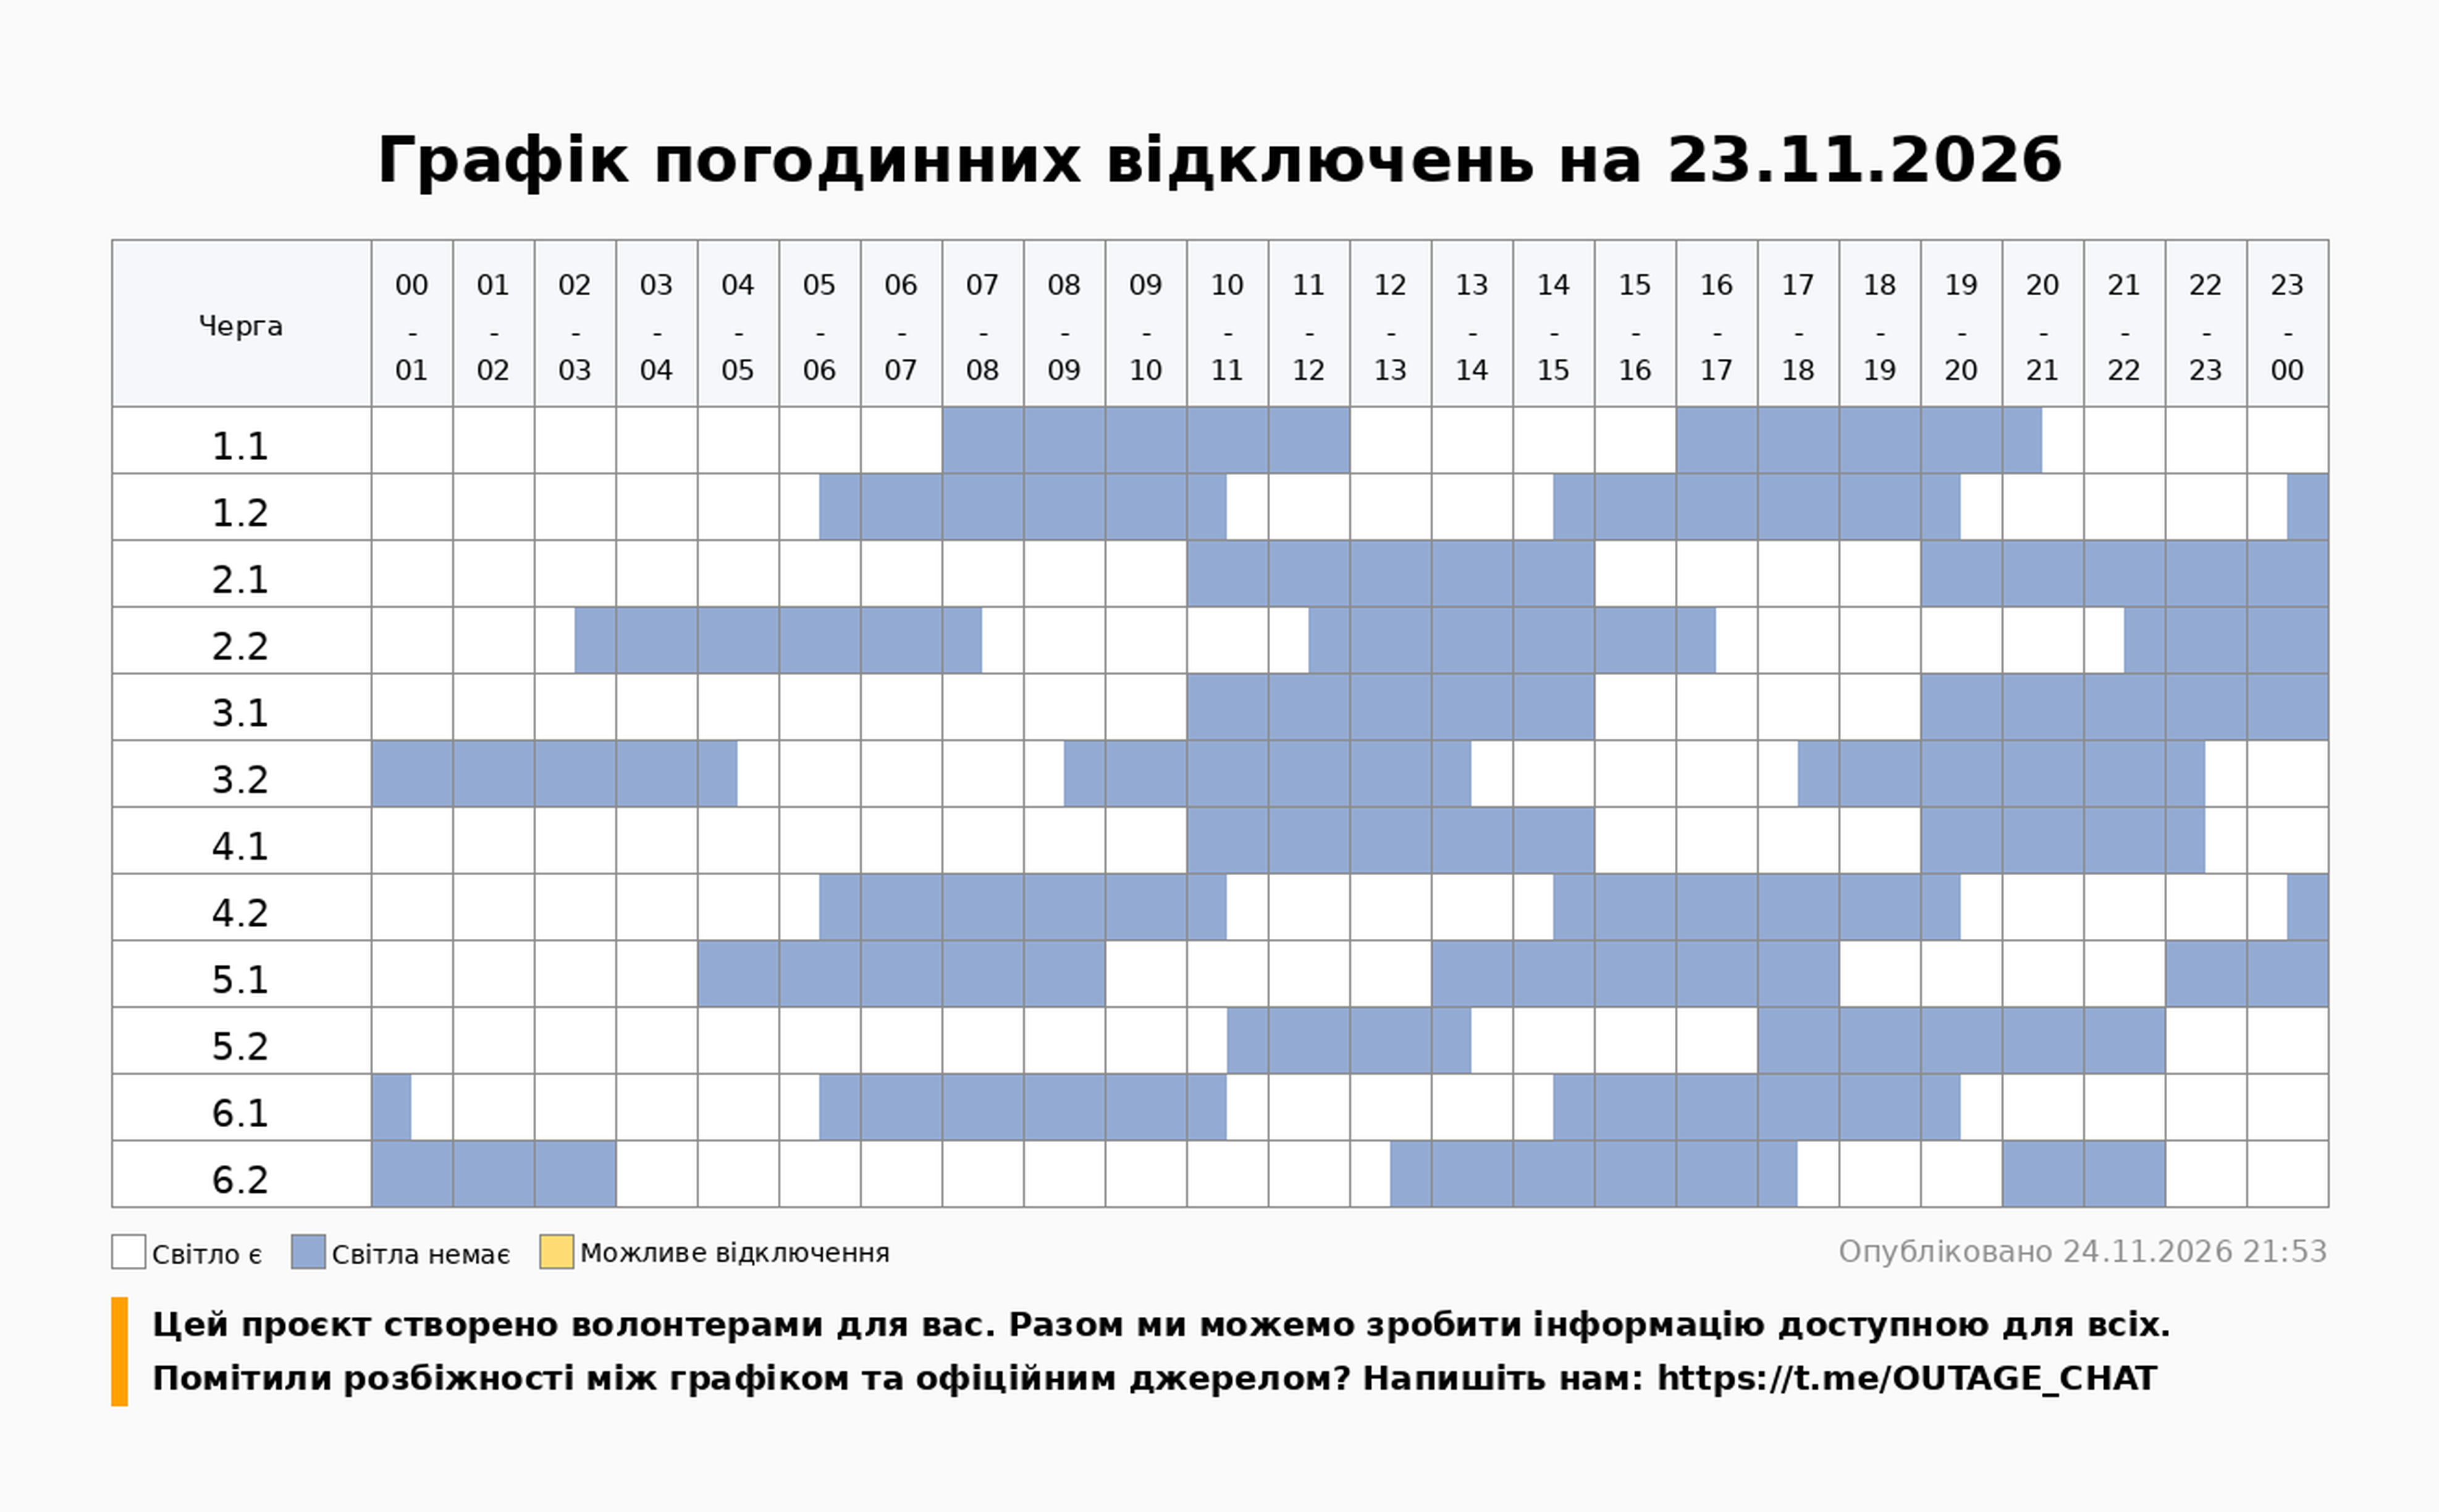 Графік погодинних відключень на 23.11.2026
Черга 00 - 01 01 - 02 02 - 03 03 - 04 04 - 05 05 - 06 06 - 07 07 - 08 08 - 09 09 - 10 10 - 11 11 - 12 12 - 13 13 - 14 14 - 15 15 - 16 16 - 17 17 - 18 18 - 19 19 - 20 20 - 21 21 - 22 22 - 23 23 - 00
1.1
1.2
2.1
2.2
3.1
3.2
4.1
4.2
5.1
5.2
6.1
6.2
Світло є Світла немає Можливе відключення Опубліковано 24.11.2026 21:53
Цей проєкт створено волонтерами для вас. Разом ми можемо зробити інформацію доступною для всіх.
Помітили розбіжності між графіком та офіційним джерелом? Напишіть нам: https://t.me/OUTAGE_CHAT